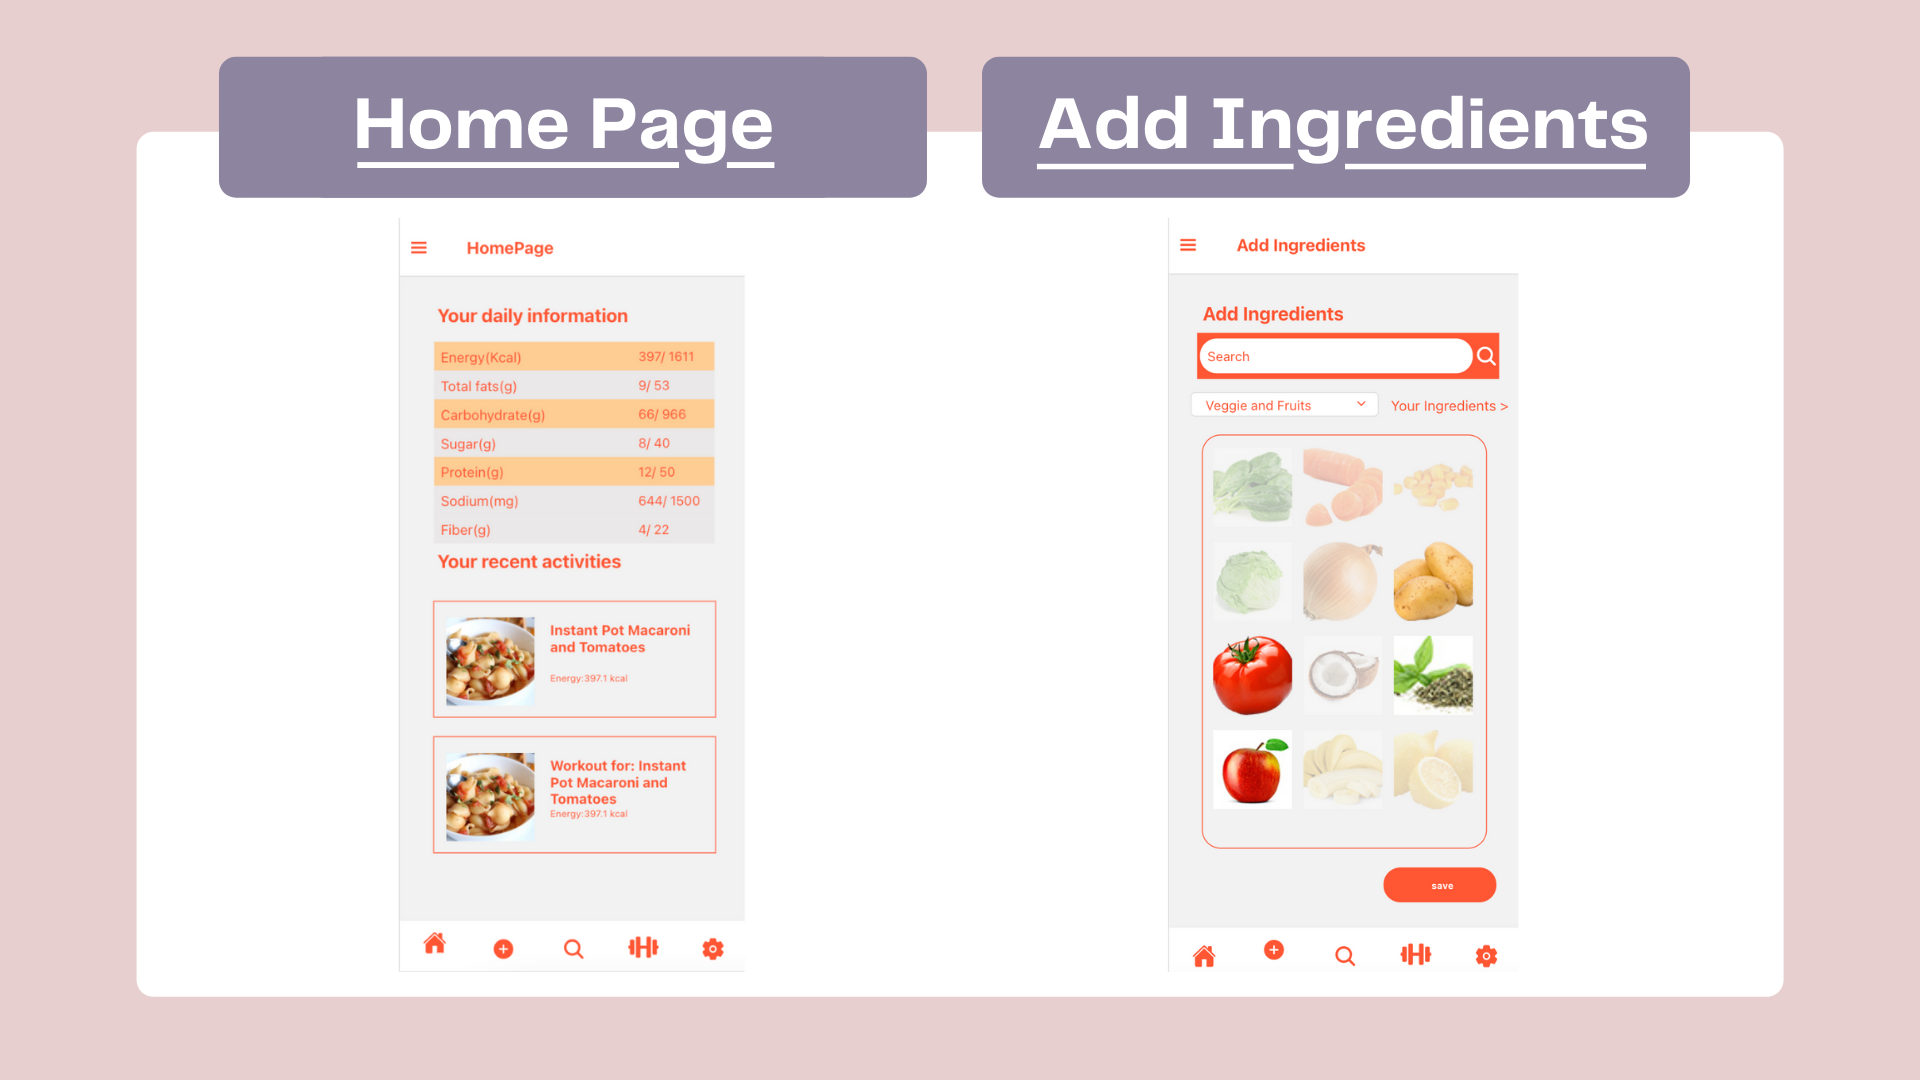 Home Page
Add Ingredients
HomePage
Your daily information
Energy(Kcal) 397/ 1611
Total fats(g) 9/ 53
Carbohydrate(g) 66/ 966
Sugar(g) 8/ 40
Protein(g) 12/ 50
Sodium(mg) 644/ 1500
Fiber(g) 4/ 22
Your recent activities
Instant Pot Macaroni
and Tomatoes
Energy:397.1 kcal
Workout for: Instant
Pot Macaroni and
Tomatoes
Energy:397.1 kcal
Add Ingredients
Add Ingredients
Search
Veggie and Fruits
Your Ingredients >
save